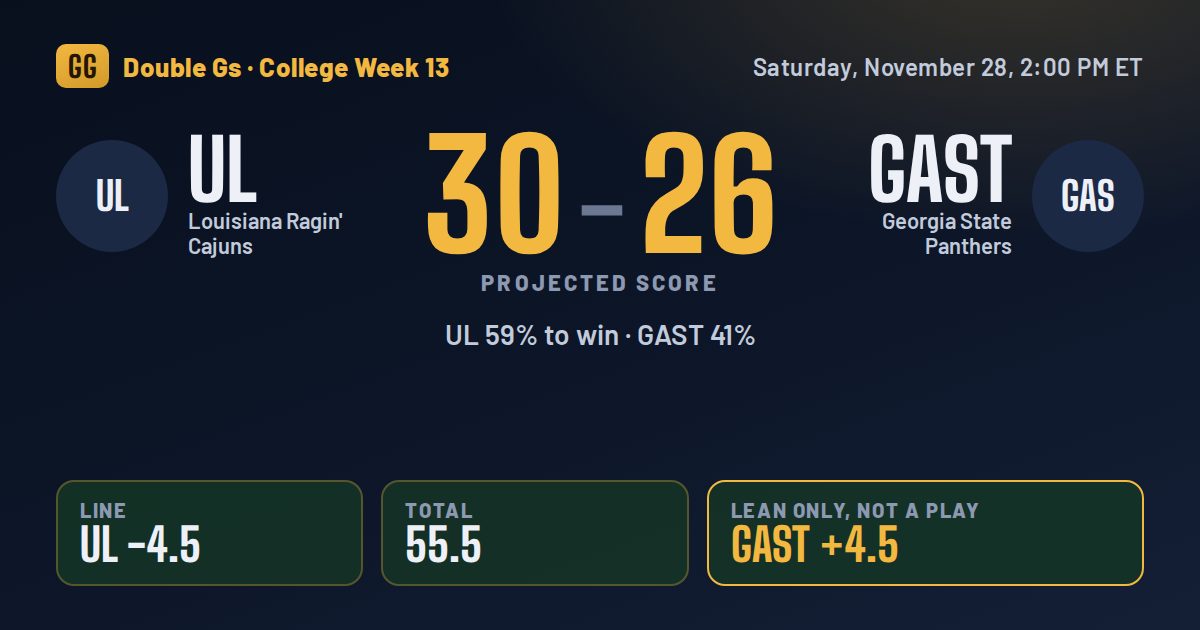 GG
Double Gs · College Week 13
Saturday, November 28, 2:00 PM ET
UL
UL
Louisiana Ragin'
Cajuns
30 – 26
PROJECTED SCORE
UL 59% to win · GAST 41%
GAST
Georgia State
Panthers
GAS
LINE
UL −4.5
TOTAL
55.5
LEAN ONLY, NOT A PLAY
GAST +4.5